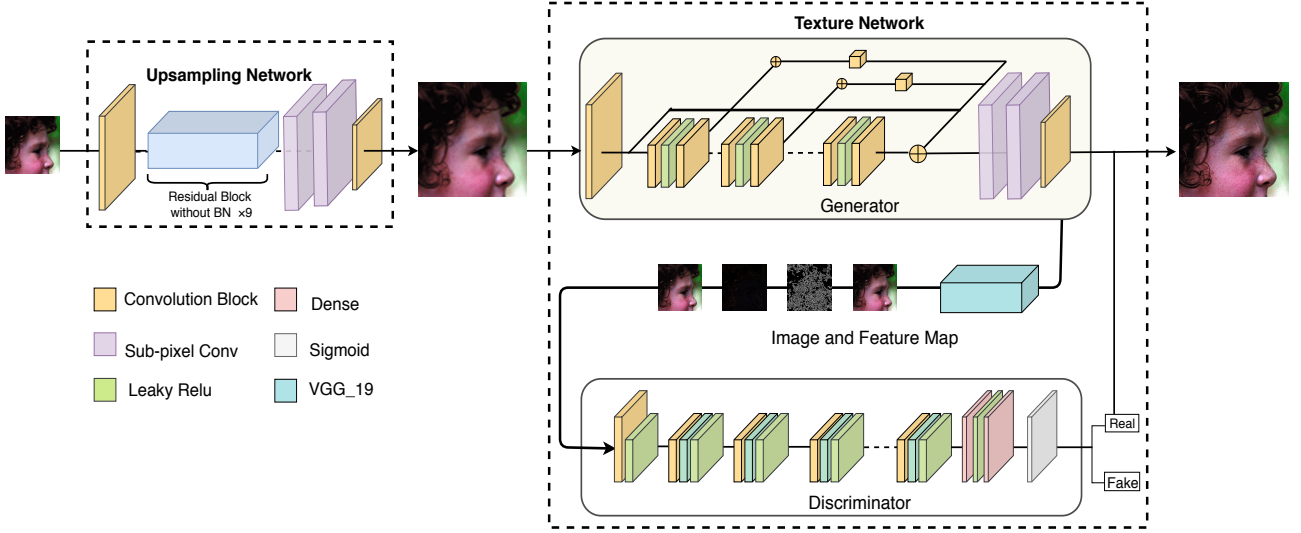 Texture Network
Upsampling Network
Residual Block
without BN ×9
Generator
Convolution Block
Dense
Sub-pixel Conv
Sigmoid
Leaky Relu
VGG_19
Image and Feature Map
Real
Fake
Discriminator